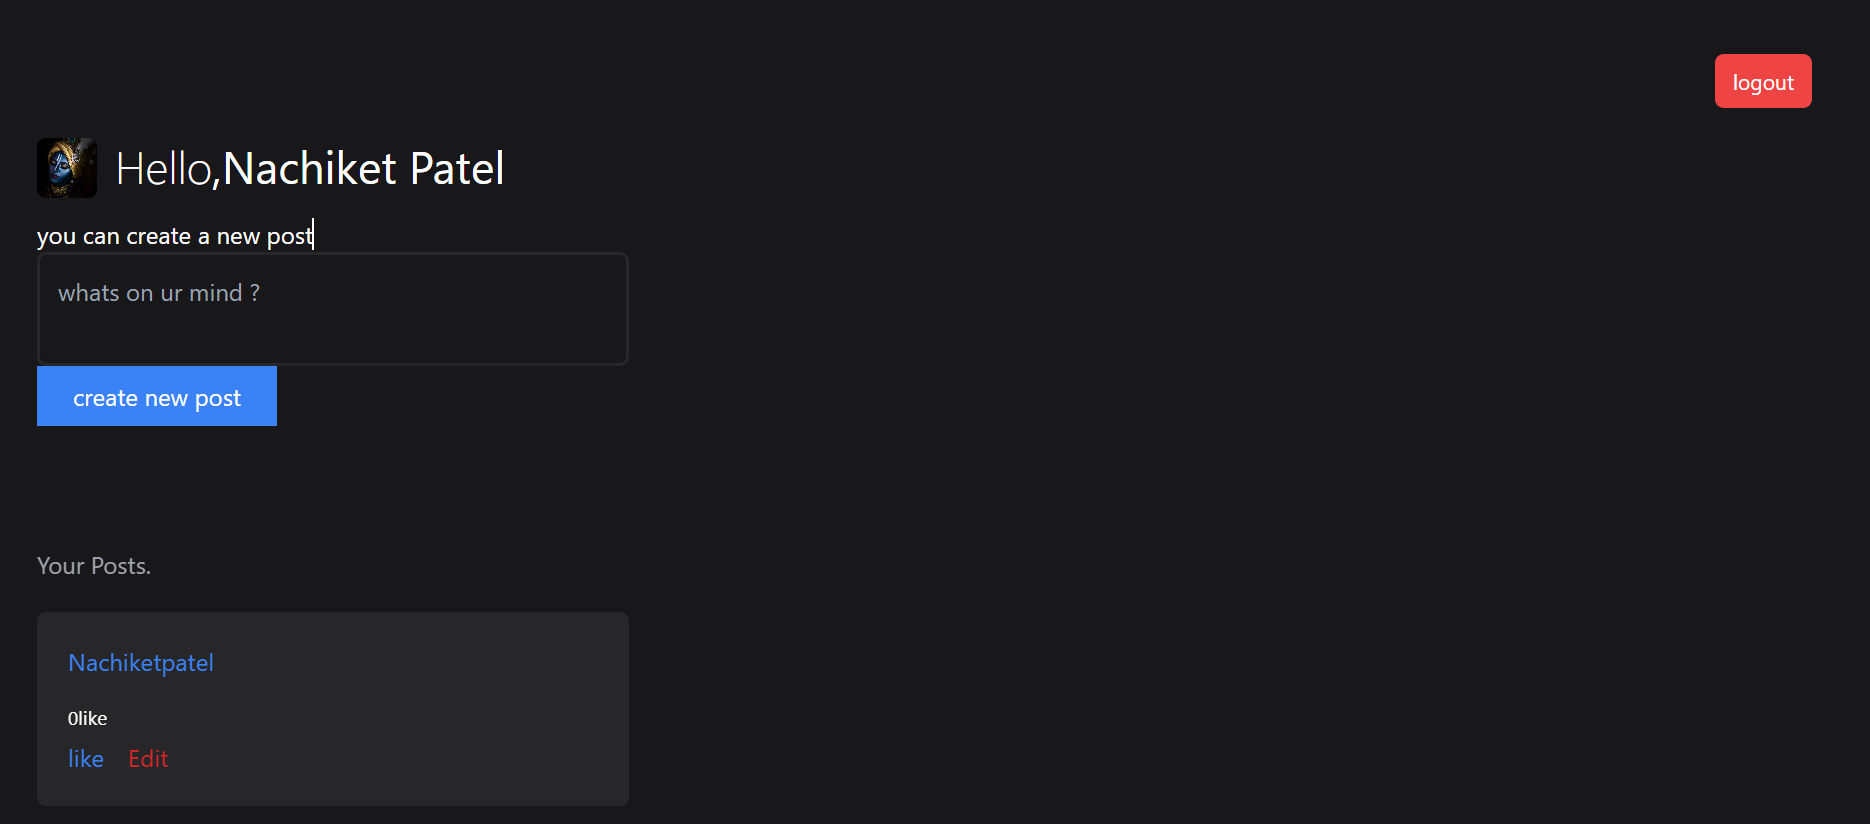 logout
Hello,Nachiket Patel
you can create a new post
whats on ur mind ?
create new post
Your Posts.
Nachiketpatel
0like
like Edit